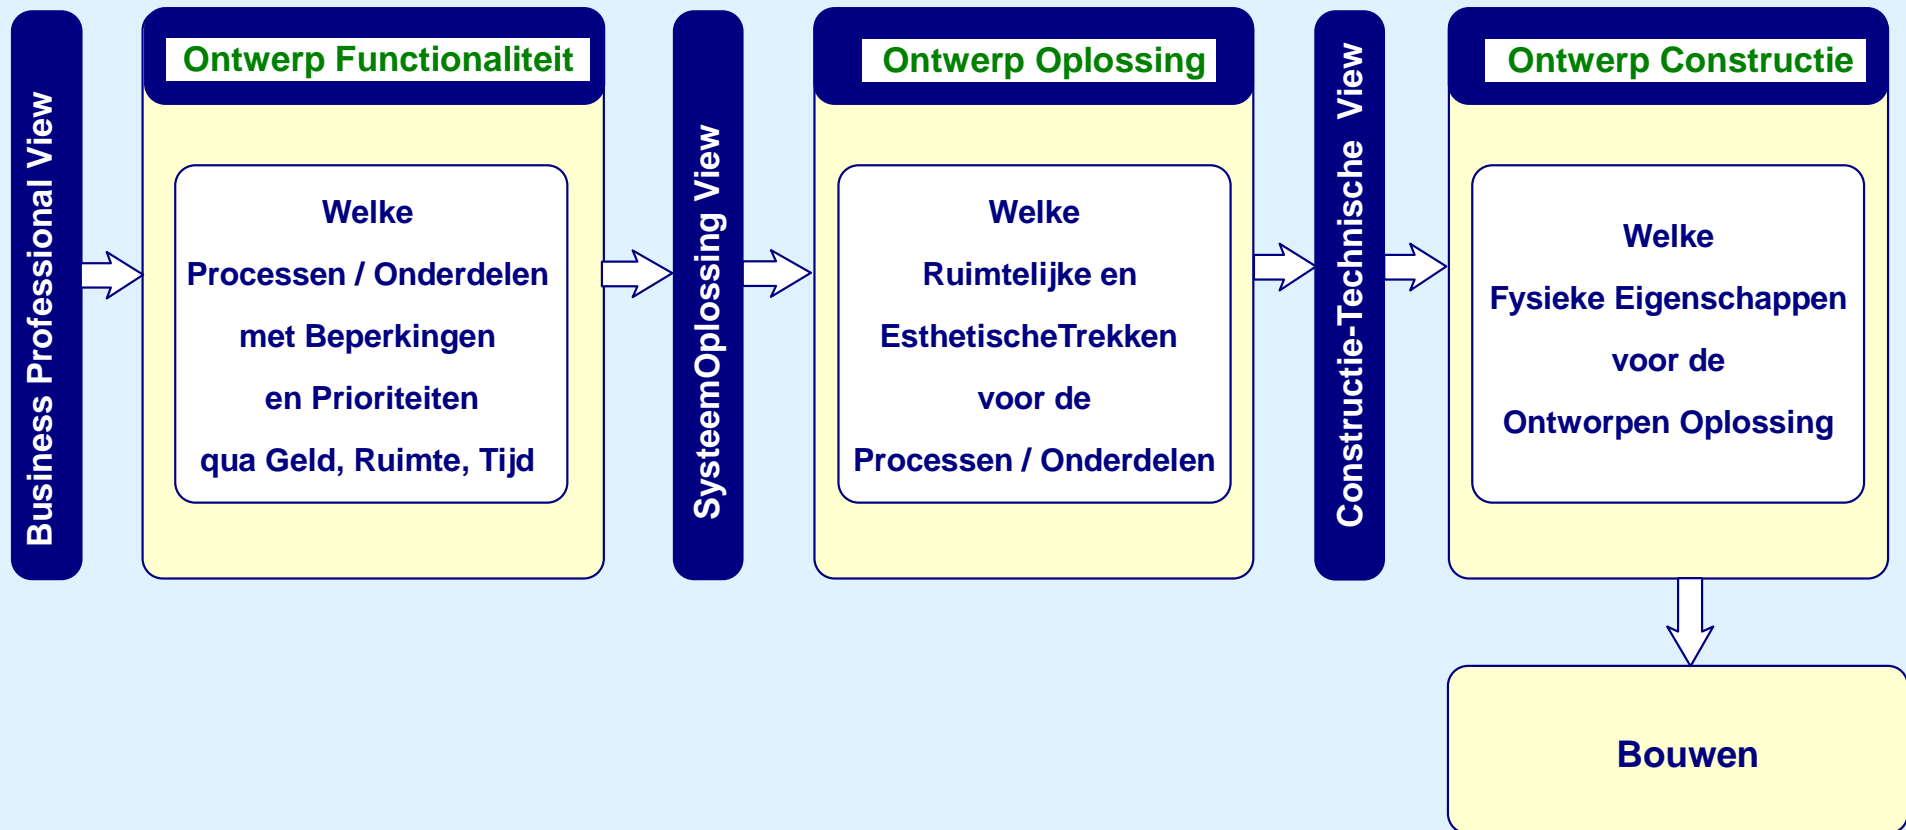 Business Professional View
Ontwerp Functionaliteit
Welke
Processen / Onderdelen
met Beperkingen
en Prioriteiten
qua Geld, Ruimte, Tijd
SysteemOplossing View
Ontwerp Oplossing
Welke
Ruimtelijke en
EsthetischeTrekken
voor de
Processen / Onderdelen
Constructie-Technische View
Ontwerp Constructie
Welke
Fysieke Eigenschappen
voor de
Ontworpen Oplossing
Bouwen